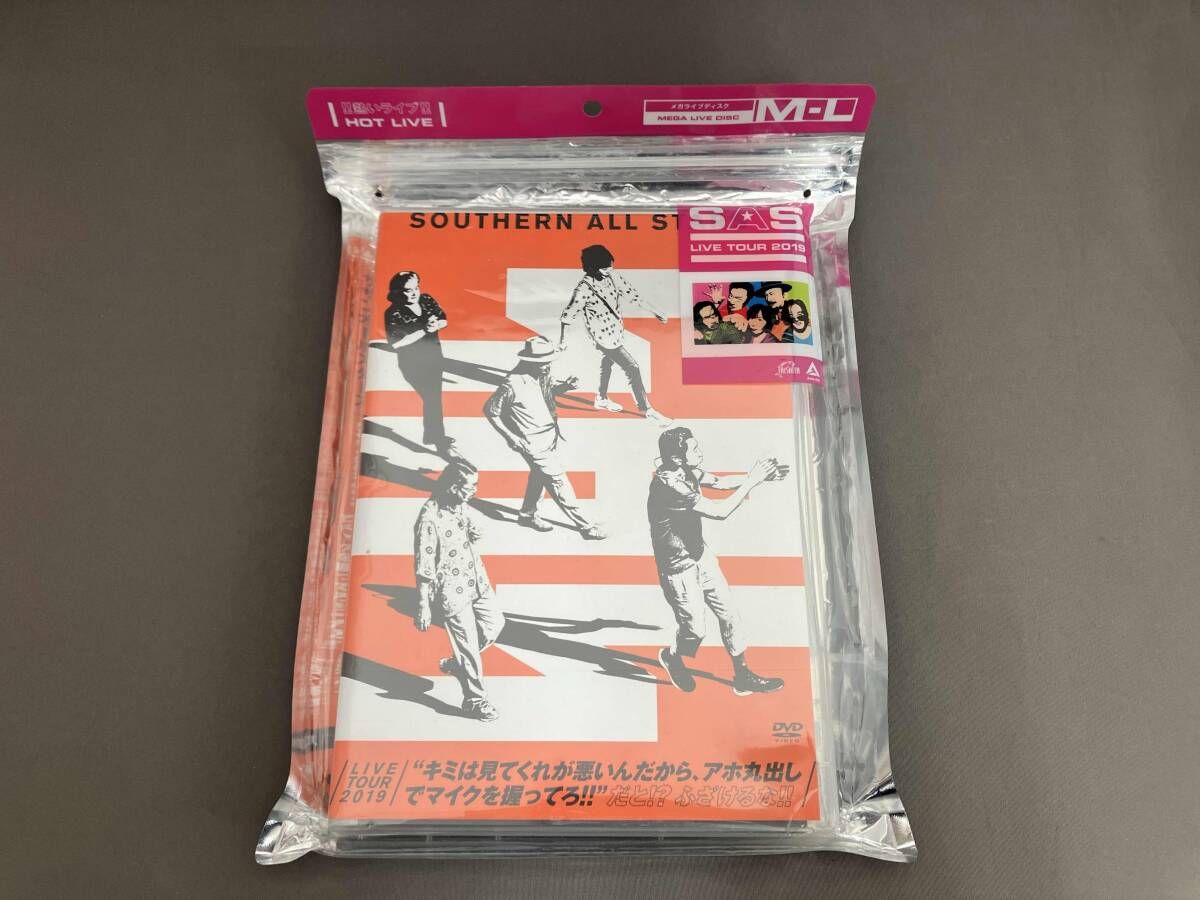 !!熱いライブ!!
HOT LIVE
メガライブディスク
MEGA LIVE DISC
M-L
SOUTHERN ALL ST
SAS
LIVE TOUR 2019
DVD
VIDEO
LIVE
TOUR
2019
“キミは見てくれが悪いんだから、アホ丸出し
でマイクを握ってろ!!”だと!? ふざけるな!!